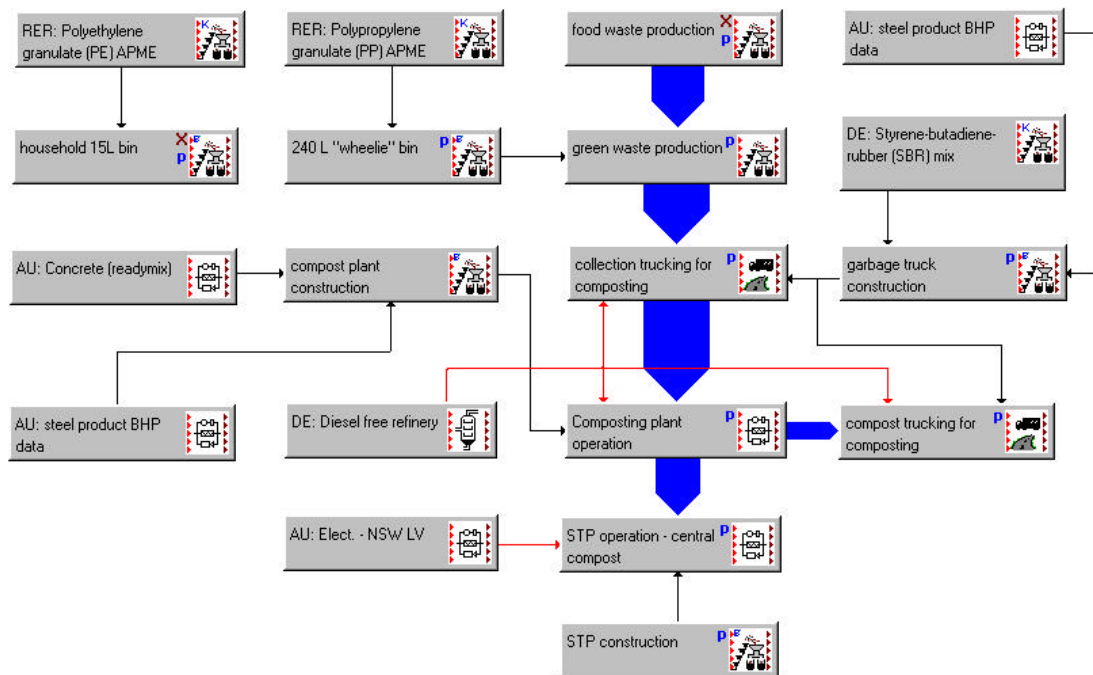 RER: Polyethylene
granulate (PE) APME
K
RER: Polypropylene
granulate (PP) APME
K
food waste production
X
p
AU: steel product BHP
data
household 15L bin
X
p
240 L "wheelie" bin
p
green waste production
p
DE: Styrene-butadiene-
rubber (SBR) mix
K
AU: Concrete (readymix)
compost plant
construction
collection trucking for
composting
p
garbage truck
construction
p
AU: steel product BHP
data
DE: Diesel free refinery
Composting plant
operation
p
compost trucking for
composting
p
AU: Elect. - NSW LV
STP operation - central
compost
p
STP construction
p